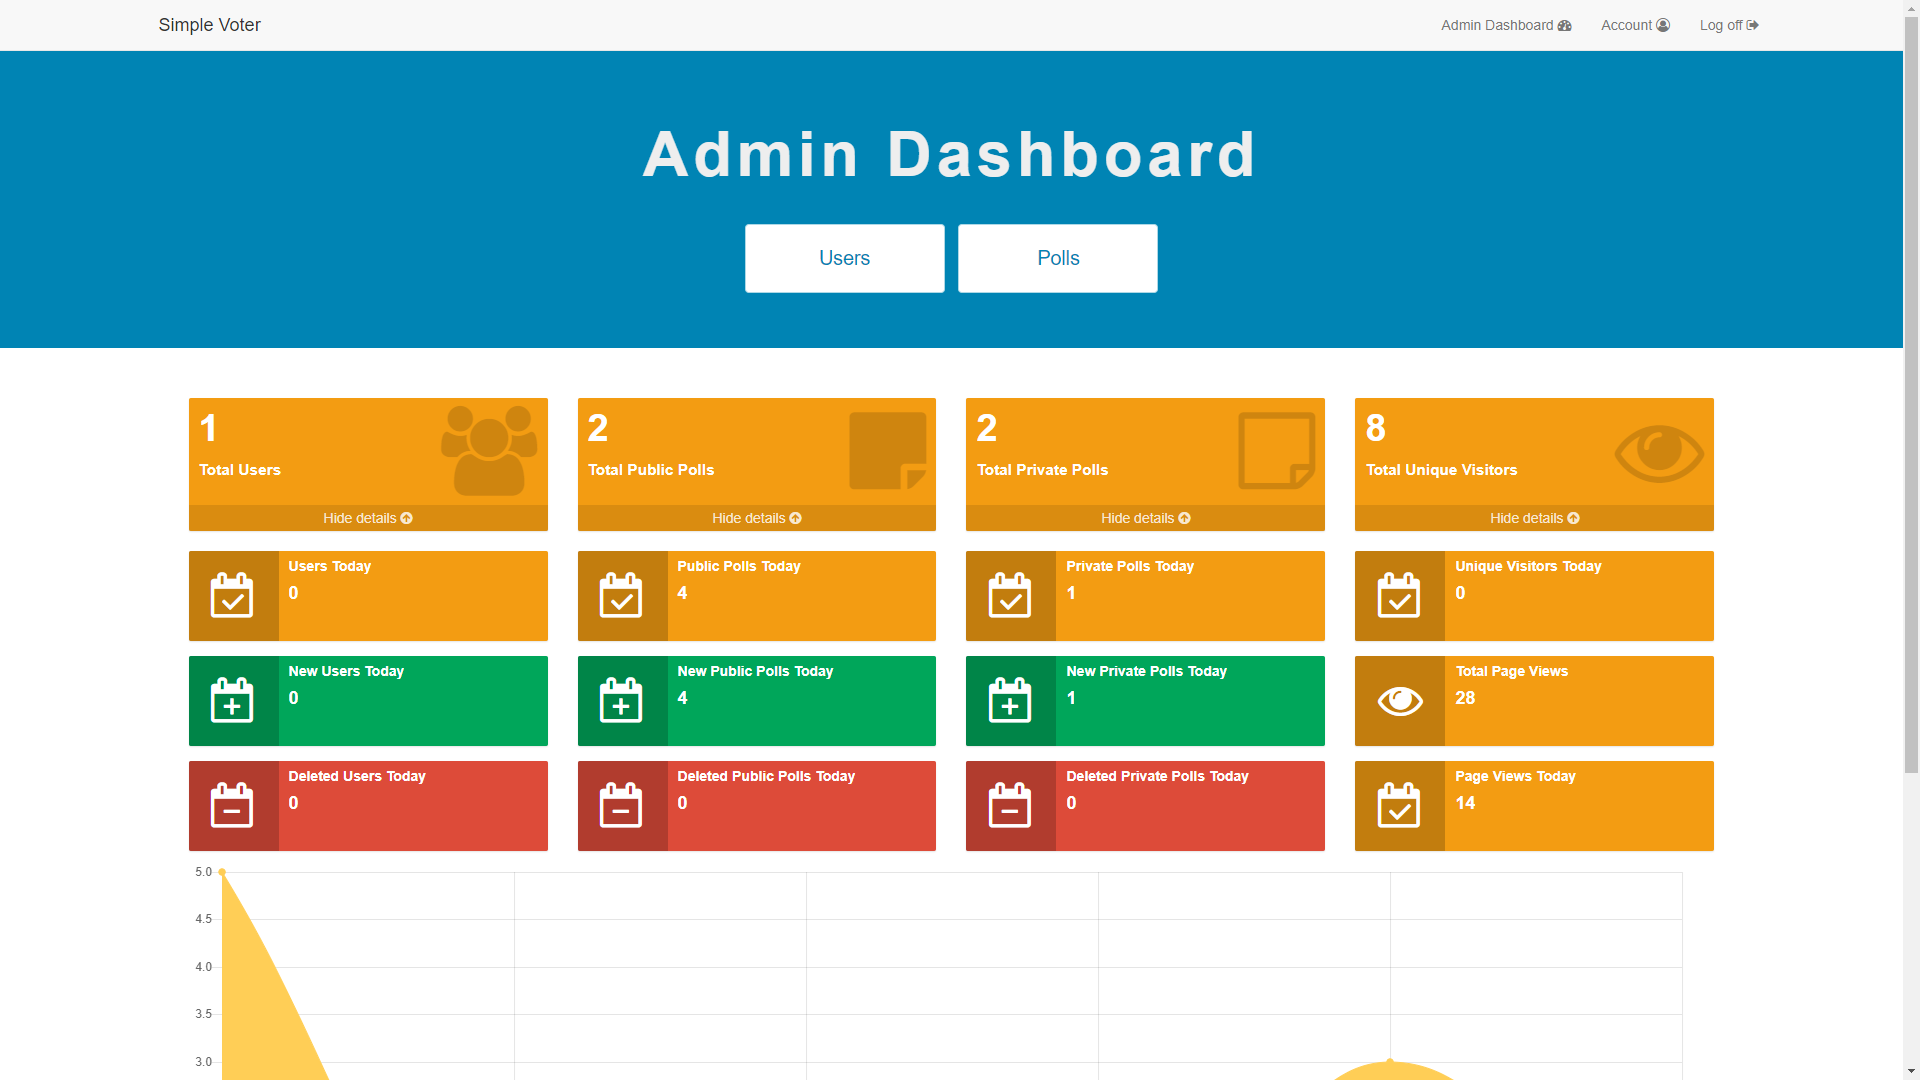 Simple Voter
Admin Dashboard
Account
Log off
Admin Dashboard
Users
Polls
1
Total Users
Hide details
2
Total Public Polls
Hide details
2
Total Private Polls
Hide details
8
Total Unique Visitors
Hide details
Users Today
0
Public Polls Today
4
Private Polls Today
1
Unique Visitors Today
0
New Users Today
0
New Public Polls Today
4
New Private Polls Today
1
Total Page Views
28
Deleted Users Today
0
Deleted Public Polls Today
0
Deleted Private Polls Today
0
Page Views Today
14
5.0
4.5
4.0
3.5
3.0